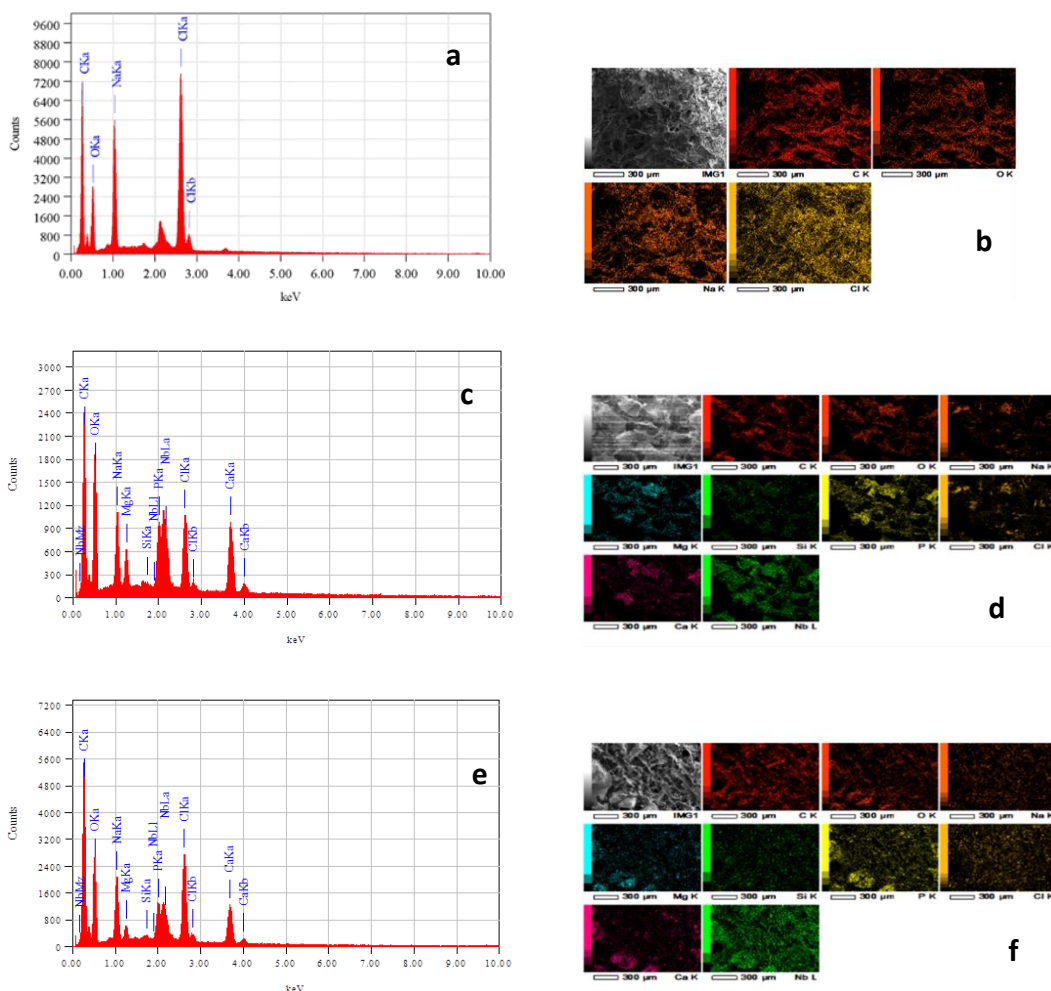 a
9600
8800
8000
7200
6400
5600
4800
4000
3200
2400
1600
800
0
Counts
CKa
OKa
NaKa
ClKa
ClKb
0.00 1.00 2.00 3.00 4.00 5.00 6.00 7.00 8.00 9.00 10.00
keV
300 μm IMG1
300 μm C K
300 μm O K
300 μm Na K
300 μm Cl K
b
c
3000
2700
2400
2100
1800
1500
1200
900
600
300
0
Counts
NbMz
CKa
OKa
NaKa
MgKa
SiKa
NbLl
PKa
NbLa
ClKa
ClKb
CaKa
CaKb
0.00 1.00 2.00 3.00 4.00 5.00 6.00 7.00 8.00 9.00 10.00
keV
300 μm IMG1
300 μm C K
300 μm O K
300 μm Na K
300 μm Mg K
300 μm Si K
300 μm P K
300 μm Cl K
300 μm Ca K
300 μm Nb L
d
e
7200
6400
5600
4800
4000
3200
2400
1600
800
0
Counts
NbMz
CKa
OKa
NaKa
MgKa
SiKa
NbLl
PKa
NbLa
ClKa
ClKb
CaKa
CaKb
0.00 1.00 2.00 3.00 4.00 5.00 6.00 7.00 8.00 9.00 10.00
keV
300 μm IMG1
300 μm C K
300 μm O K
300 μm Na K
300 μm Mg K
300 μm Si K
300 μm P K
300 μm Cl K
300 μm Ca K
300 μm Nb L
f